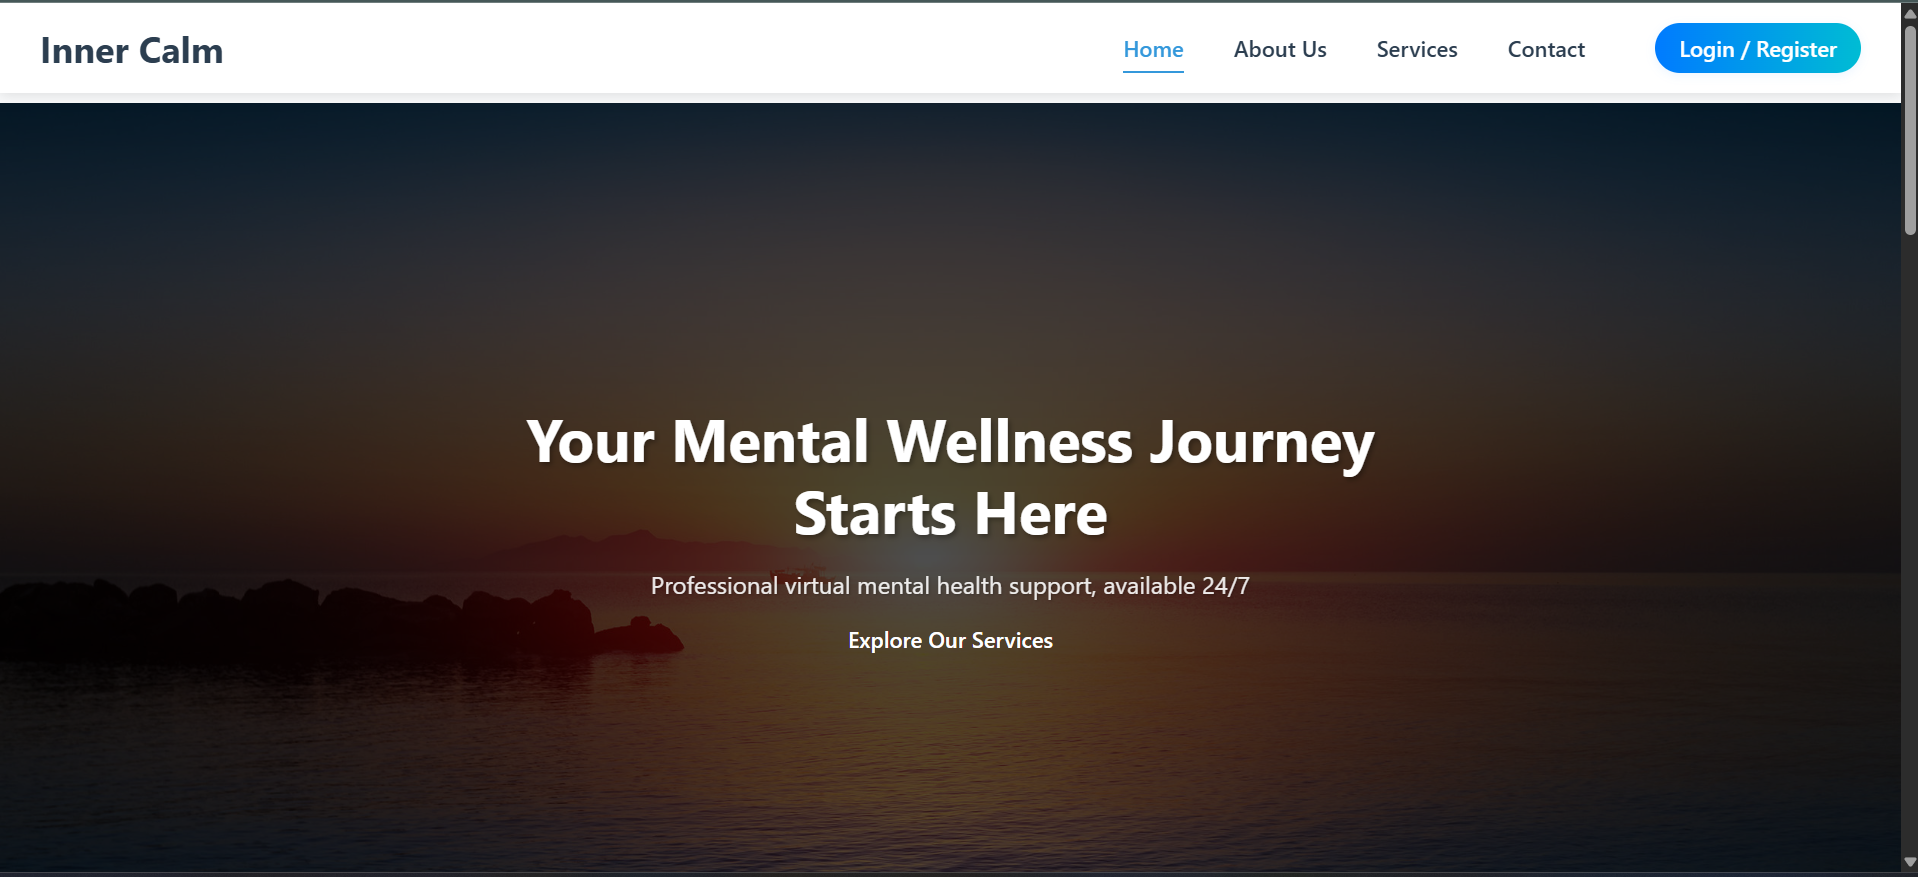 Inner Calm
Home
About Us
Services
Contact
Login / Register
Your Mental Wellness Journey
Starts Here
Professional virtual mental health support, available 24/7
Explore Our Services